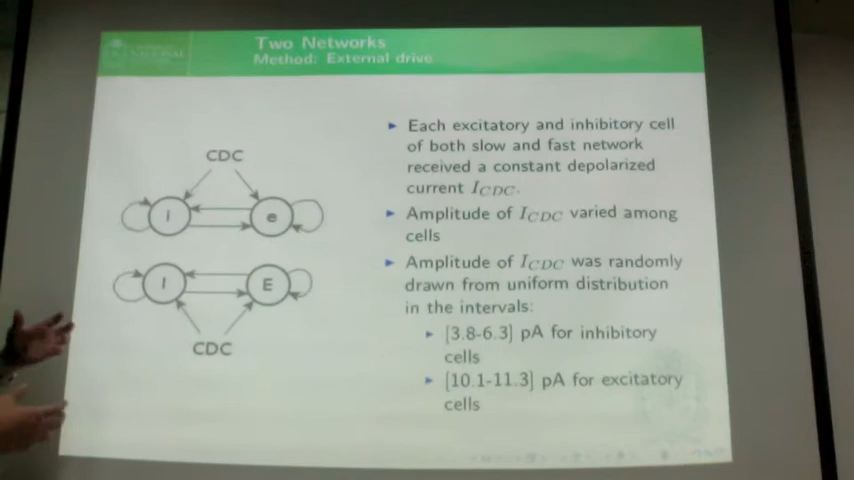 NACIONAL
Two Networks
Method: External drive
CDC
i
e
I
E
CDC
▶ Each excitatory and inhibitory cell
of both slow and fast network
received a constant depolarized
current I_CDC.
▶ Amplitude of I_CDC varied among
cells
▶ Amplitude of I_CDC was randomly
drawn from uniform distribution
in the intervals:
▶ [3.8-6.3] pA for inhibitory
cells
▶ [10.1-11.3] pA for excitatory
cells